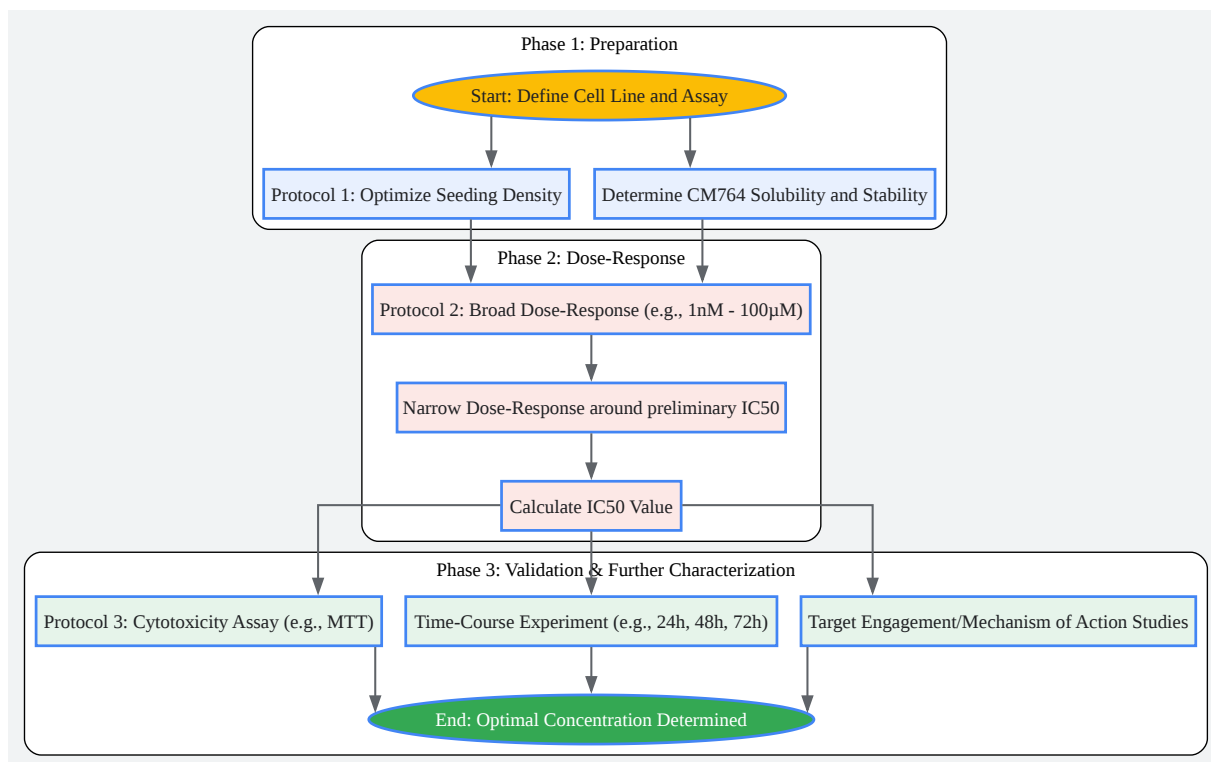 Phase 1: Preparation
Start: Define Cell Line and Assay
Protocol 1: Optimize Seeding Density
Determine CM764 Solubility and Stability
Phase 2: Dose-Response
Protocol 2: Broad Dose-Response (e.g., 1nM - 100µM)
Narrow Dose-Response around preliminary IC50
Calculate IC50 Value
Phase 3: Validation & Further Characterization
Protocol 3: Cytotoxicity Assay (e.g., MTT)
Time-Course Experiment (e.g., 24h, 48h, 72h)
Target Engagement/Mechanism of Action Studies
End: Optimal Concentration Determined